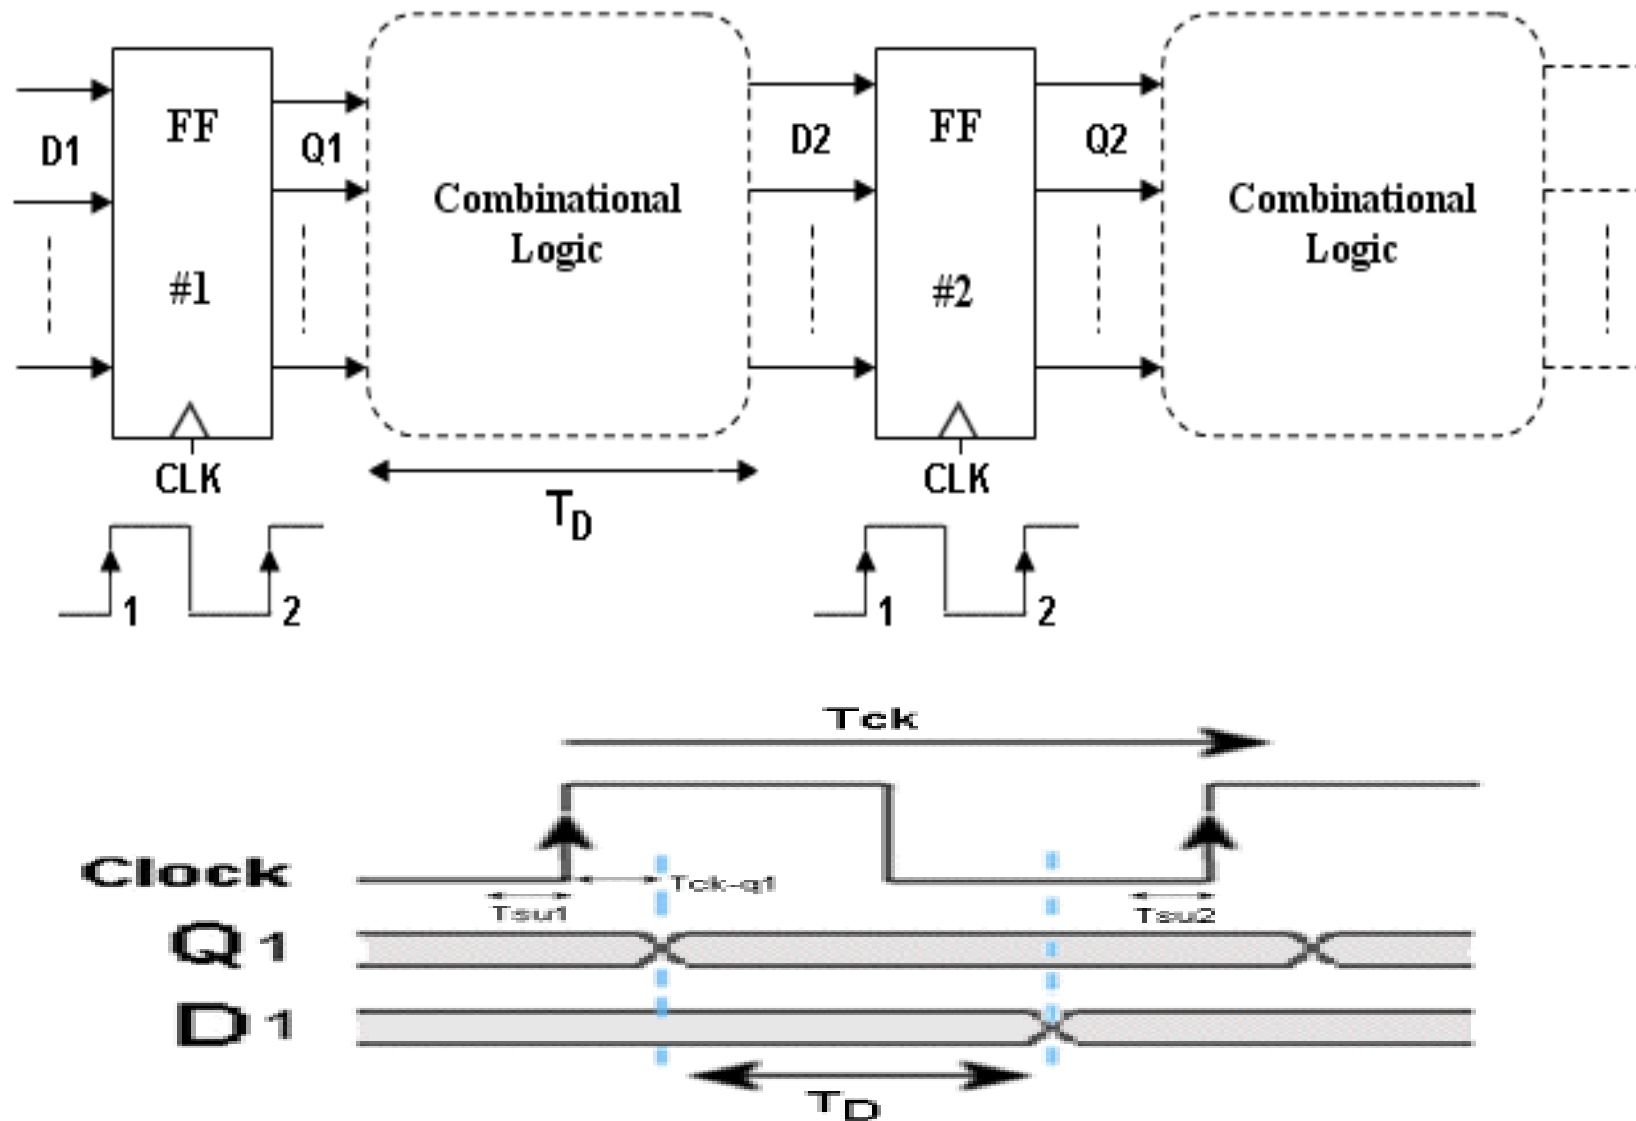 FF
#1
D1
Q1
Combinational
Logic
D2
FF
#2
Q2
Combinational
Logic
CLK
CLK
TD
1
2
1
2
Tck
Clock
Tck-q1
Tsu1
Tsu2
Q1
D1
TD